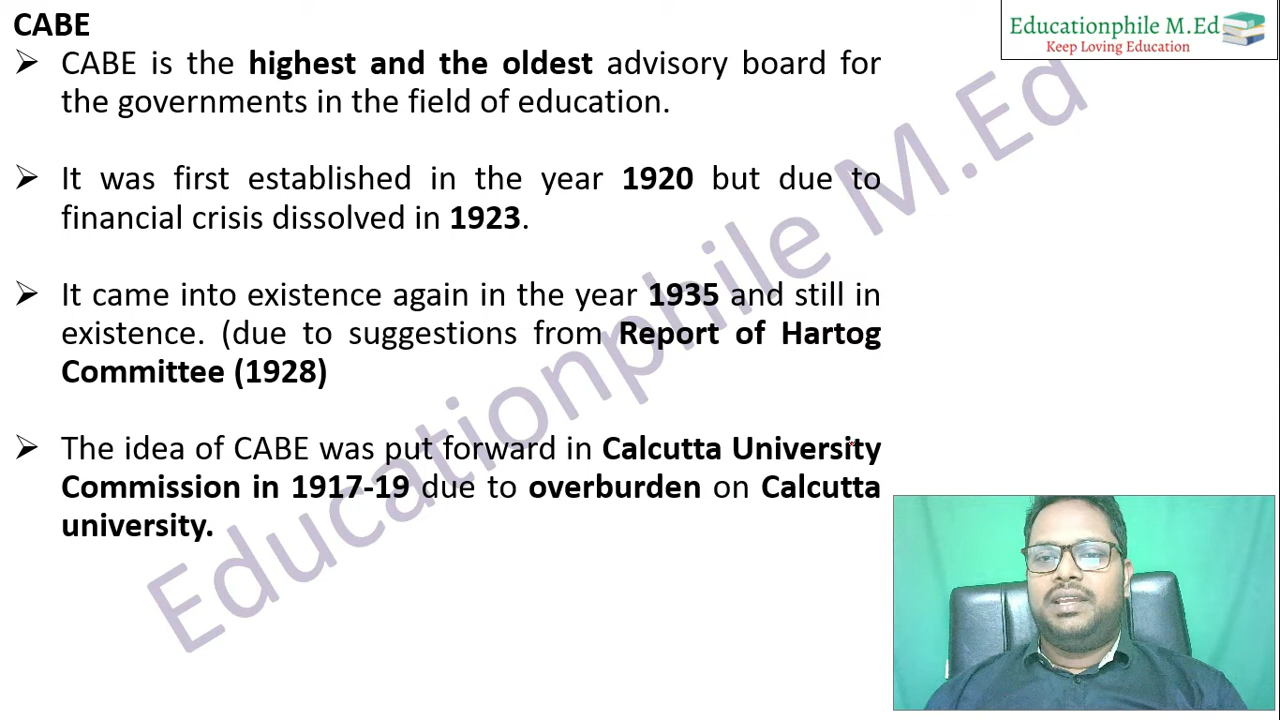 CABE
Educationphile M.Ed
Keep Loving Education
➢ CABE is the highest and the oldest advisory board for
the governments in the field of education.
➢ It was first established in the year 1920 but due to
financial crisis dissolved in 1923.
➢ It came into existence again in the year 1935 and still in
existence. (due to suggestions from Report of Hartog
Committee (1928)
➢ The idea of CABE was put forward in Calcutta University
Commission in 1917-19 due to overburden on Calcutta
university.
Educationphile M.Ed